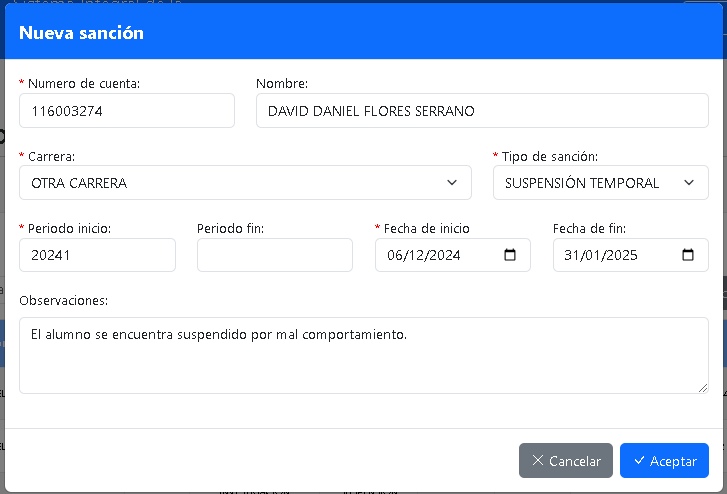 Nueva sanción
* Numero de cuenta: Nombre:
116003274 DAVID DANIEL FLORES SERRANO
* Carrera: * Tipo de sanción:
OTRA CARRERA SUSPENSIÓN TEMPORAL
* Periodo inicio: Periodo fin: * Fecha de inicio Fecha de fin:
20241 06/12/2024 31/01/2025
Observaciones:
El alumno se encuentra suspendido por mal comportamiento.
Cancelar Aceptar